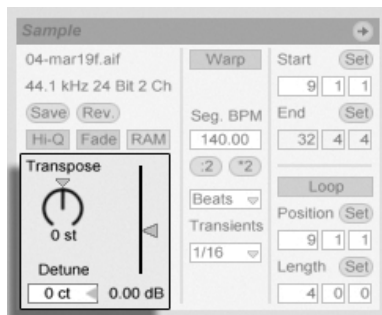 Sample
04-mar19f.aif
44.1 kHz 24 Bit 2 Ch
Save Rev.
Hi-Q Fade RAM
Transpose
0 st
Detune
0 ct 0.00 dB
Warp
Seg. BPM
140.00
:2 *2
Beats
Transients
1/16
Start Set
9 1 1
End Set
32 4 4
Loop
Position Set
9 1 1
Length Set
4 0 0